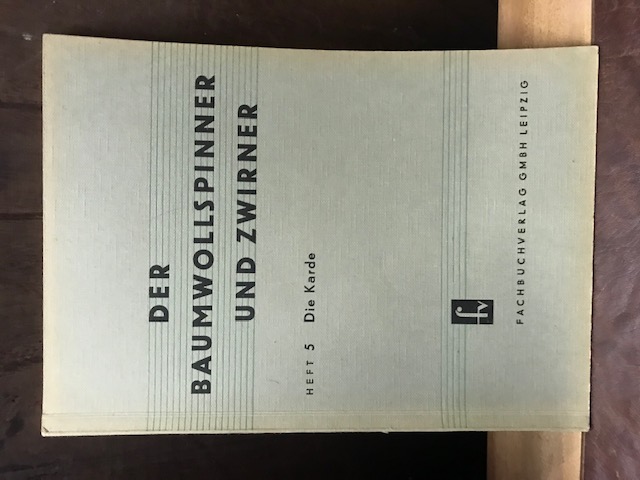 DER
BAUMWOLLSPINNER
UND ZWIRNER
HEFT 5 Die Karde
fv
FACHBUCHVERLAG GMBH LEIPZIG